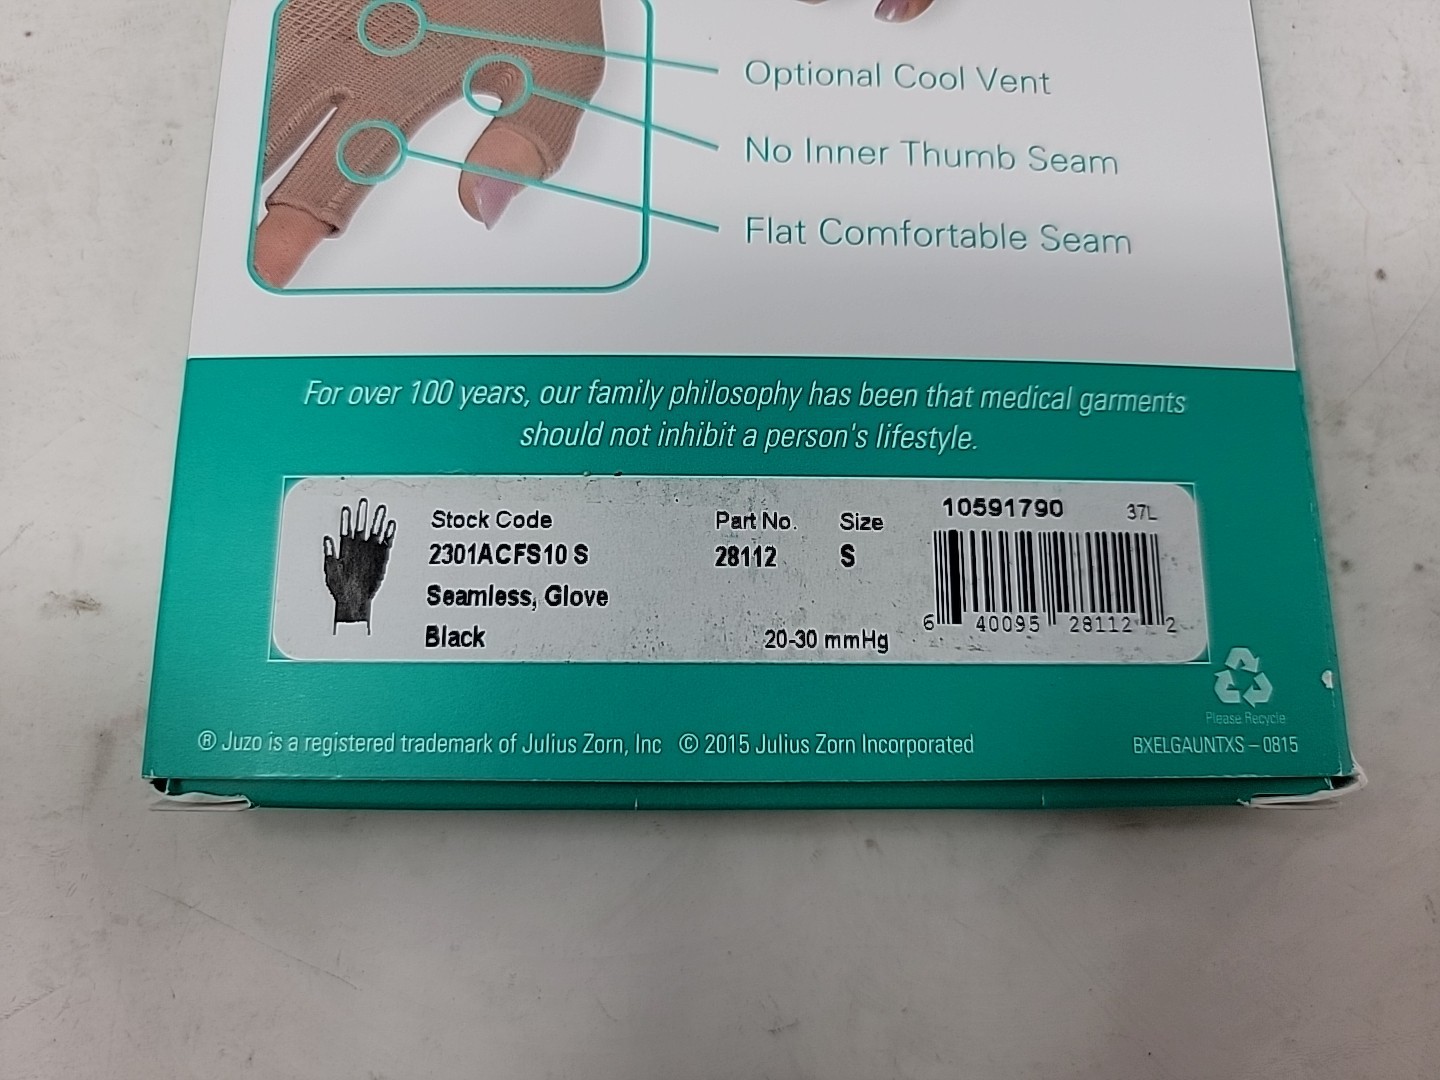 Optional Cool Vent
No Inner Thumb Seam
Flat Comfortable Seam
For over 100 years, our family philosophy has been that medical garments
should not inhibit a person's lifestyle.
Stock Code Part No. Size
2301ACFS10 S 28112 S
Seamless, Glove
Black 20-30 mmHg
10591790 37L
6 40095 28112 2
Please Recycle
® Juzo is a registered trademark of Julius Zorn, Inc © 2015 Julius Zorn Incorporated
BXELGAUNTXS – 0815